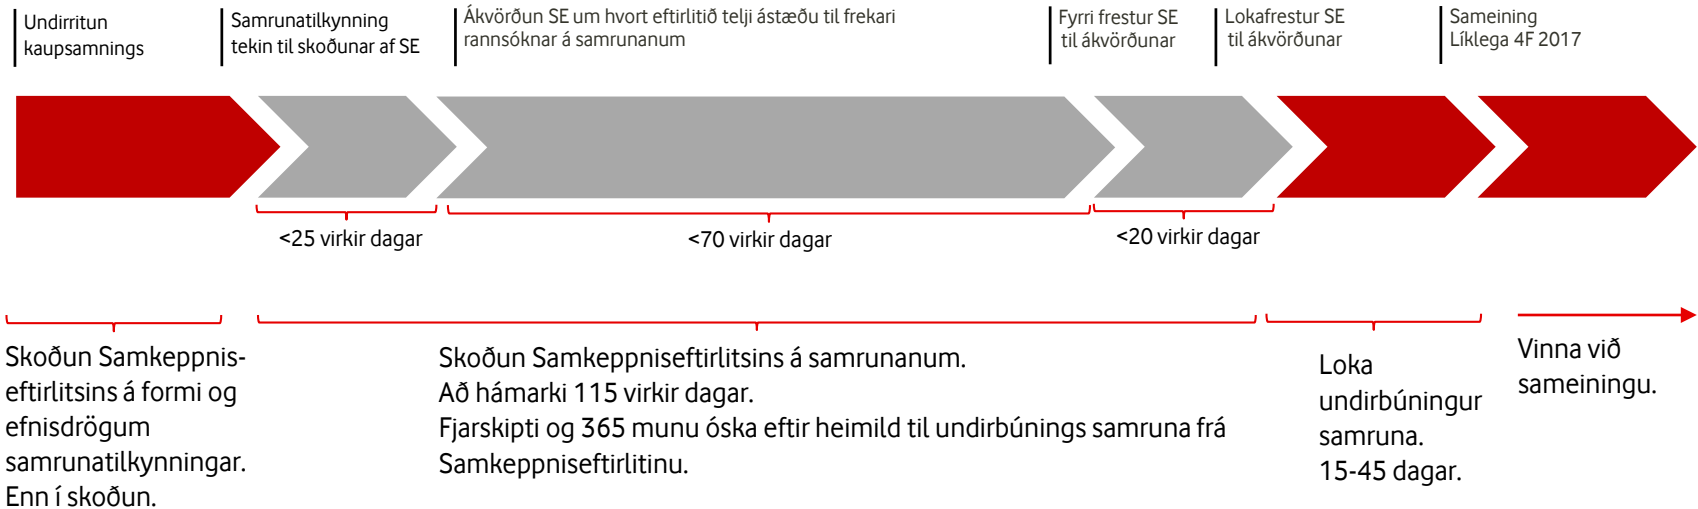 Undirritun
kaupsamnings
Samrunatilkynning
tekin til skoðunar af SE
Ákvörðun SE um hvort eftirlitið telji ástæðu til frekari
rannsóknar á samrunanum
Fyrri frestur SE
til ákvörðunar
Lokafrestur SE
til ákvörðunar
Sameining
Líklega 4F 2017
<25 virkir dagar
<70 virkir dagar
<20 virkir dagar
Skoðun Samkeppnis-
eftirlitsins á formi og
efnisdrögum
samrunatilkynningar.
Enn í skoðun.
Skoðun Samkeppniseftirlitsins á samrunanum.
Að hámarki 115 virkir dagar.
Fjarskipti og 365 munu óska eftir heimild til undirbúnings samruna frá
Samkeppniseftirlitinu.
Loka
undirbúningur
samruna.
15-45 dagar.
Vinna við
sameiningu.